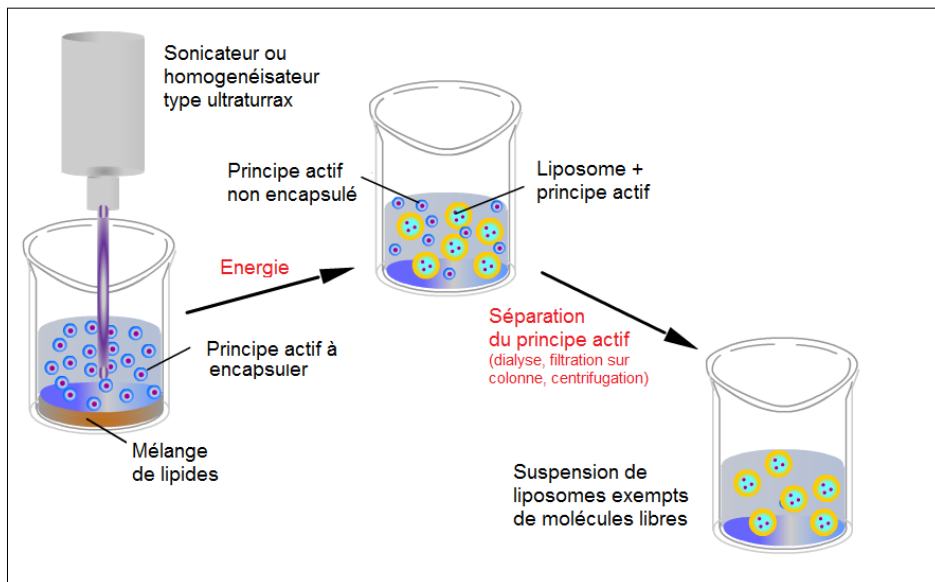 Sonicateur ou
homogenéisateur
type ultraturrax
Principe actif
non encapsulé
Liposome +
principe actif
Energie
Principe actif à
encapsuler
Mélange
de lipides
Séparation
du principe actif
(dialyse, filtration sur
colonne, centrifugation)
Suspension de
liposomes exempts
de molécules libres